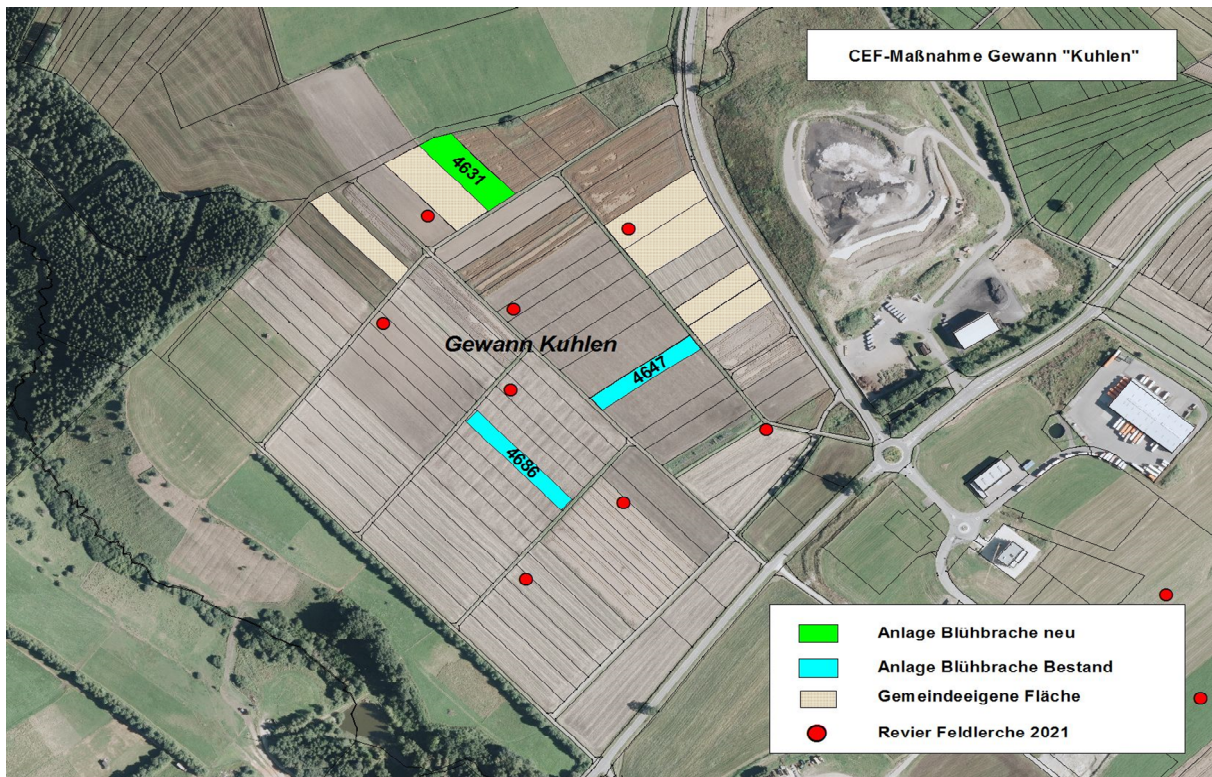 CEF-Maßnahme Gewann "Kuhlen"
4631
Gewann Kuhlen
4647
4686
Anlage Blühbrache neu
Anlage Blühbrache Bestand
Gemeindeeigene Fläche
Revier Feldlerche 2021